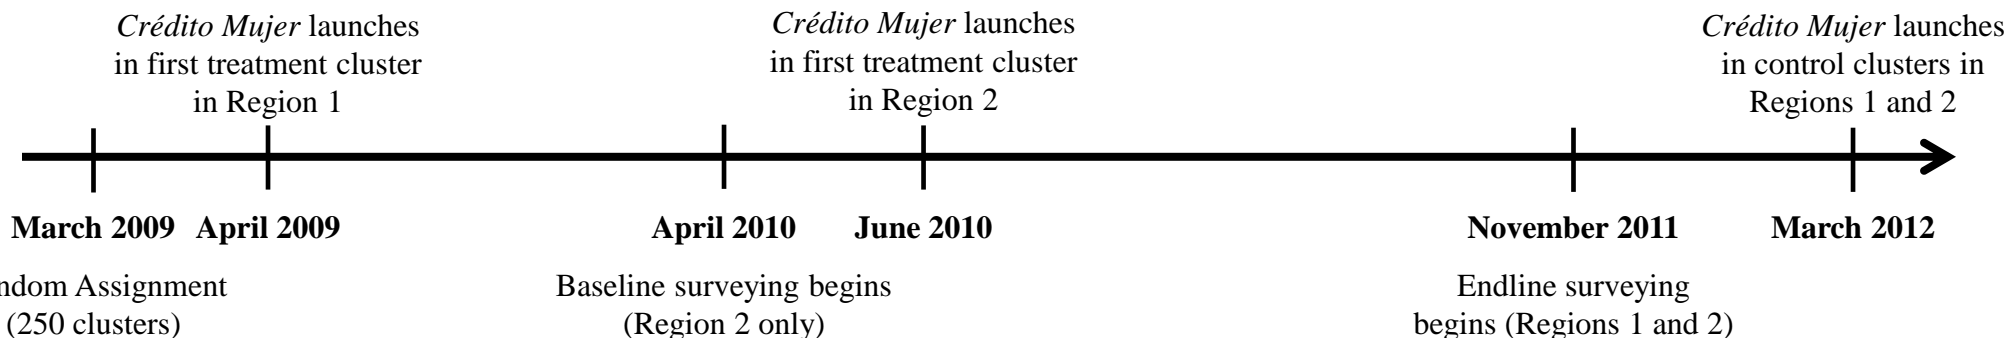 Crédito Mujer launches
in first treatment cluster
in Region 1
Crédito Mujer launches
in first treatment cluster
in Region 2
Crédito Mujer launches
in control clusters in
Regions 1 and 2
March 2009
April 2009
April 2010
June 2010
November 2011
March 2012
ndom Assignment
(250 clusters)
Baseline surveying begins
(Region 2 only)
Endline surveying
begins (Regions 1 and 2)